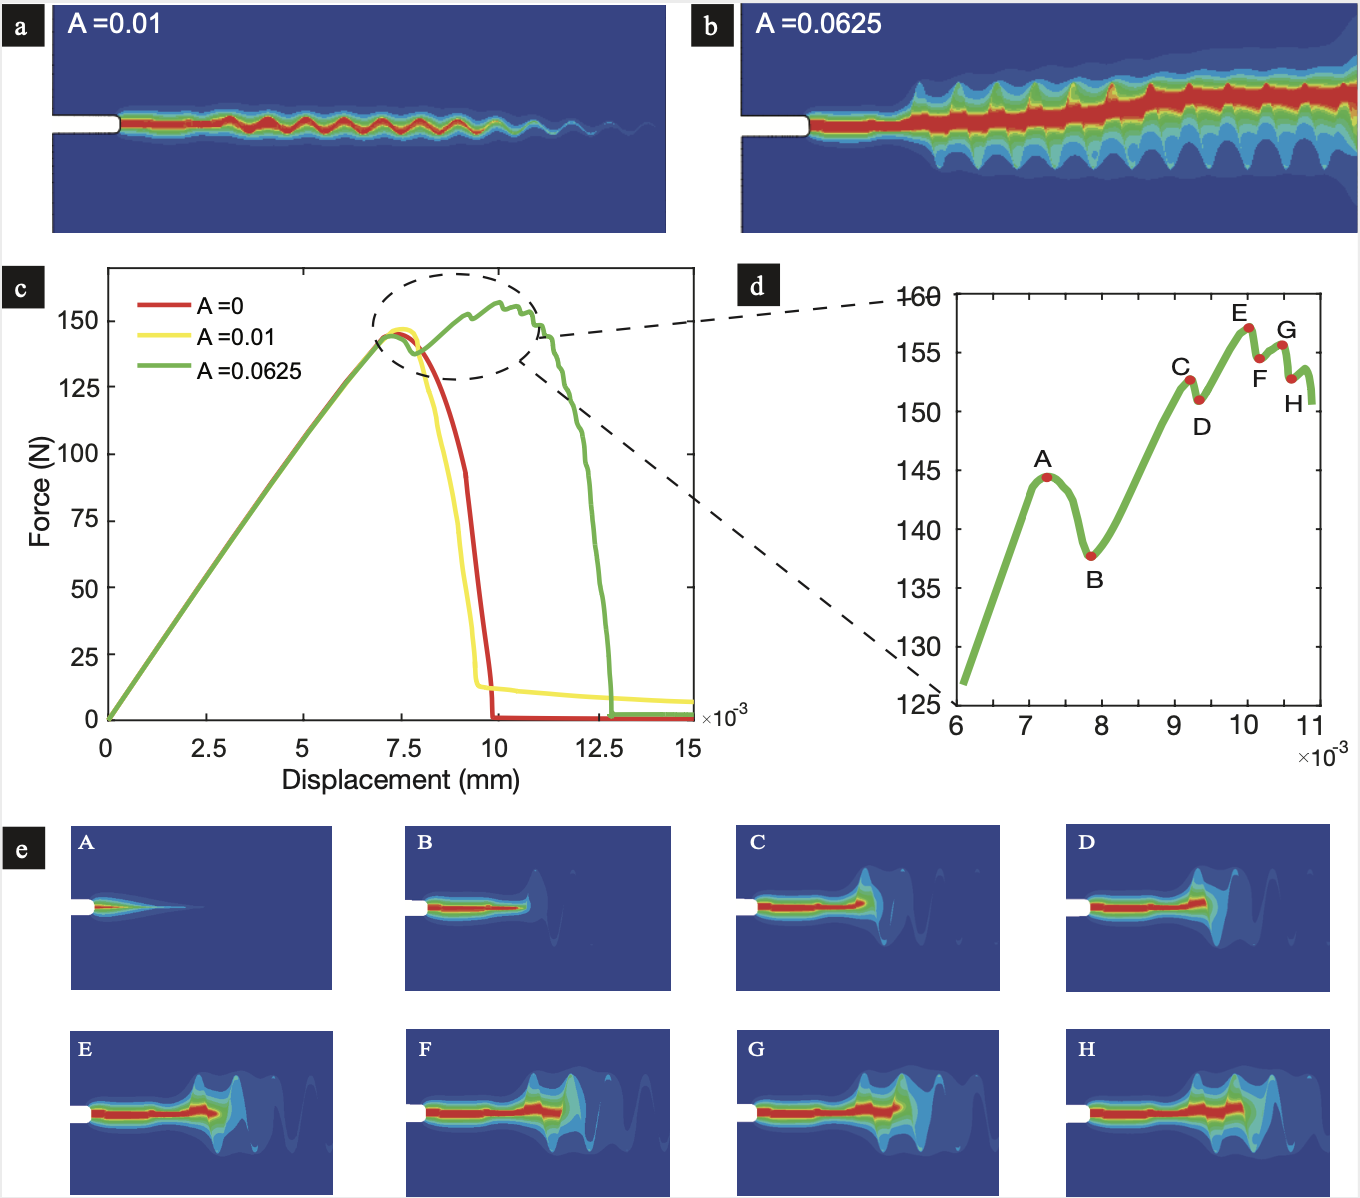 a
A =0.01
b
A =0.0625
c
A =0
A =0.01
A =0.0625
150
125
100
75
50
25
0
Force (N)
0
2.5
5
7.5
10
12.5
15
×10-3
Displacement (mm)
d
160
155
150
145
140
135
130
125
6
7
8
9
10
11
×10-3
A
B
C
D
E
F
G
H
e
A
B
C
D
E
F
G
H